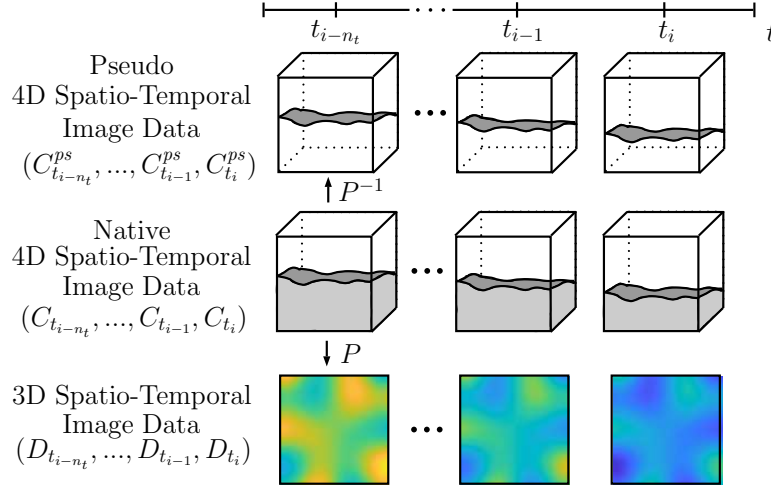 t_{i-n_t} ... t_{i-1} t_i t
Pseudo
4D Spatio-Temporal
Image Data
(C^{ps}_{t_{i-n_t}}, ..., C^{ps}_{t_{i-1}}, C^{ps}_{t_i})
...
P^{-1}
Native
4D Spatio-Temporal
Image Data
(C_{t_{i-n_t}}, ..., C_{t_{i-1}}, C_{t_i})
...
P
3D Spatio-Temporal
Image Data
(D_{t_{i-n_t}}, ..., D_{t_{i-1}}, D_{t_i})
...